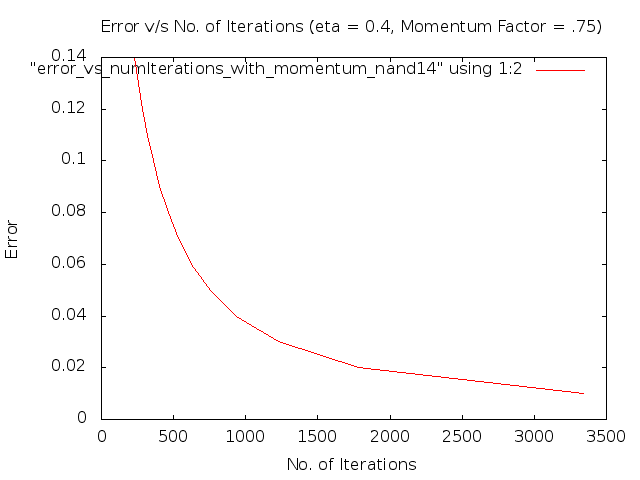 Error v/s No. of Iterations (eta = 0.4, Momentum Factor = .75)
"error_vs_numIterations_with_momentum_nand14" using 1:2
0.14
0.12
0.1
0.08
0.06
0.04
0.02
0
Error
0 500 1000 1500 2000 2500 3000 3500
No. of Iterations